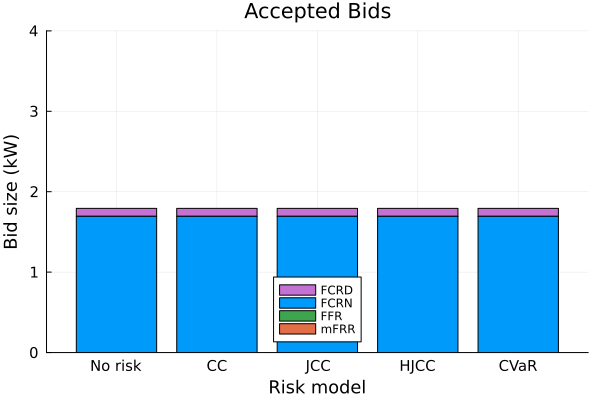 Accepted Bids
Bid size (kW)
4
3
2
1
0
FCRD
FCRN
FFR
mFRR
No risk CC JCC HJCC CVaR
Risk model